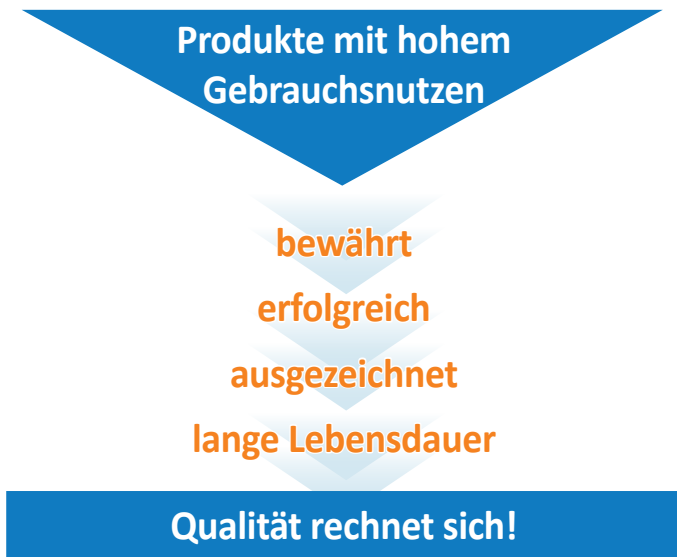 Produkte mit hohem
Gebrauchsnutzen
bewährt
erfolgreich
ausgezeichnet
lange Lebensdauer
Qualität rechnet sich!